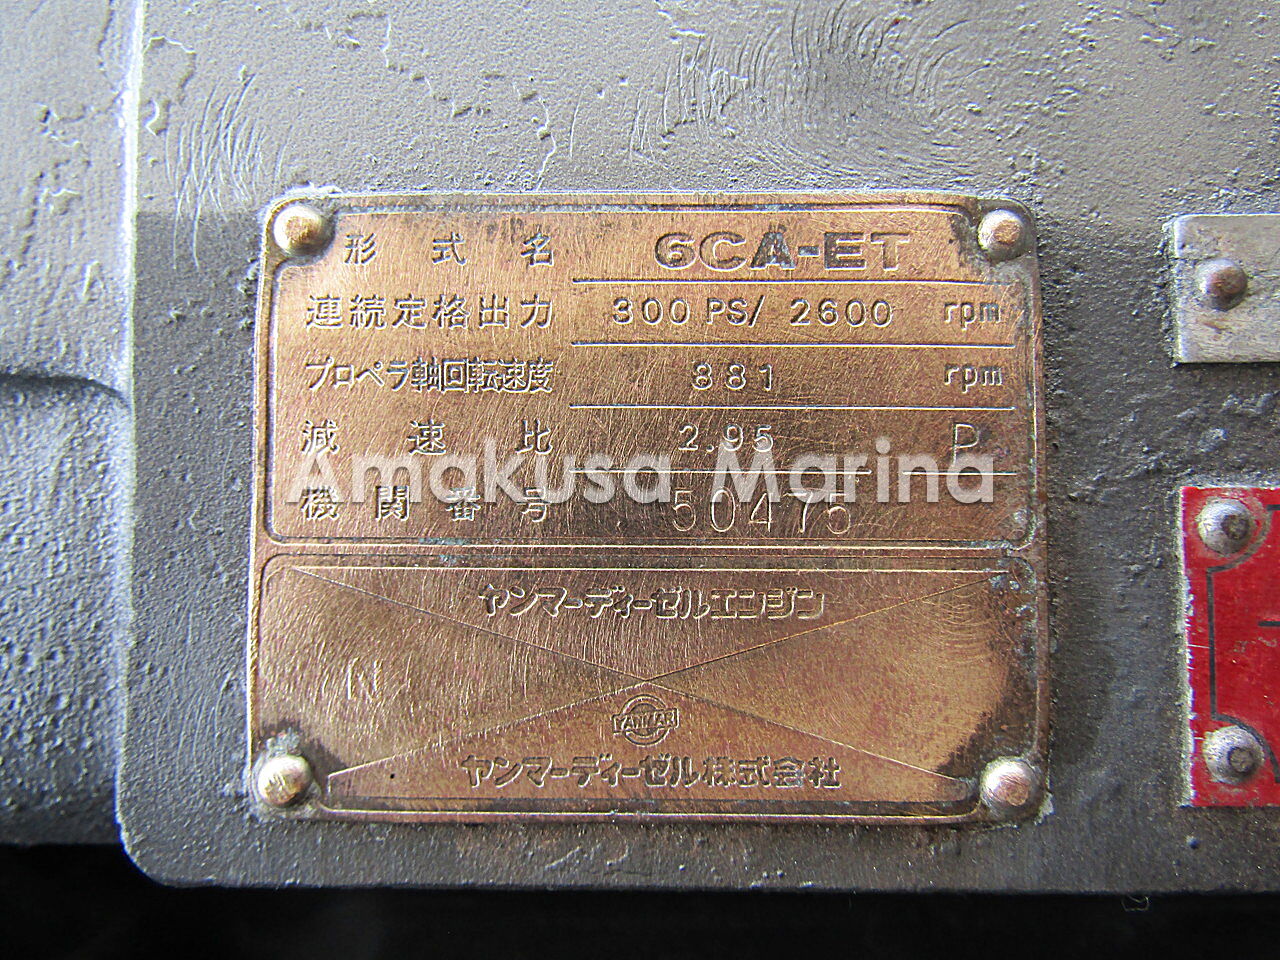 形式名 6CA-ET
連続定格出力 300 PS/ 2600 rpm
プロペラ軸回転速度 881 rpm
減速比 2.95 P
Amakusa Marina
機関番号 50475
ヤンマーディーゼルエンジン
YANMAR
ヤンマーディーゼル株式会社